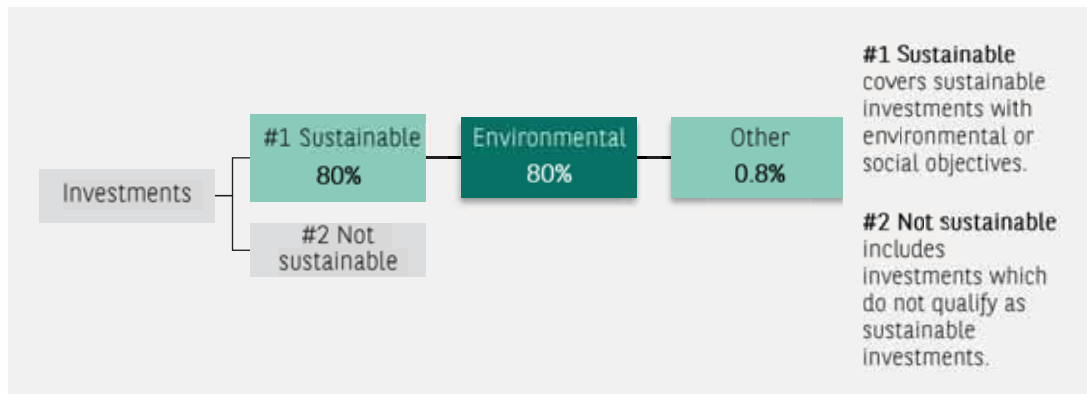 Investments
#1 Sustainable
80%
#2 Not
sustainable
Environmental
80%
Other
0.8%
#1 Sustainable
covers sustainable
investments with
environmental or
social objectives.
#2 Not sustainable
includes
investments which
do not qualify as
sustainable
investments.